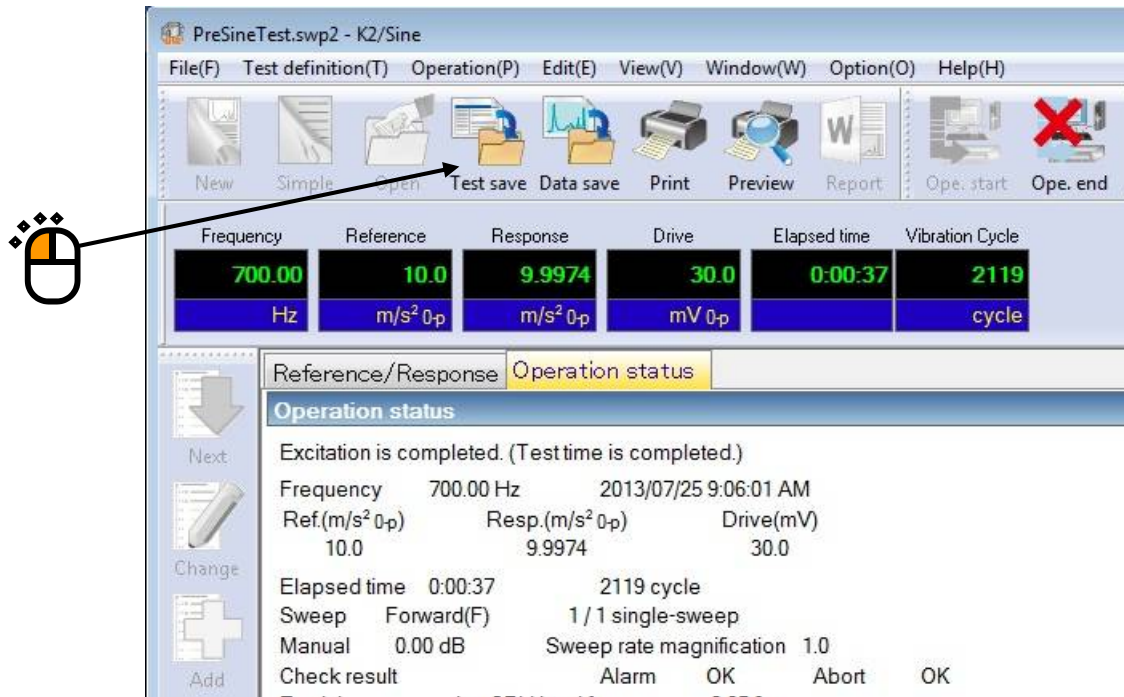 PreSineTest.swp2 - K2/Sine
File(F) Test definition(T) Operation(P) Edit(E) View(V) Window(W) Option(O) Help(H)
New Simple Open Test save Data save Print Preview Report Ope. start Ope. end
Frequency Reference Response Drive Elapsed time Vibration Cycle
700.00 10.0 9.9974 30.0 0:00:37 2119
Hz m/s² 0-p m/s² 0-p mV 0-p cycle
Reference/Response Operation status
Operation status
Next
Excitation is completed. (Test time is completed.)
Frequency 700.00 Hz 2013/07/25 9:06:01 AM
Ref.(m/s² 0-p) Resp.(m/s² 0-p) Drive(mV)
10.0 9.9974 30.0
Change
Elapsed time 0:00:37 2119 cycle
Sweep Forward(F) 1 / 1 single-sweep
Manual 0.00 dB Sweep rate magnification 1.0
Add
Check result Alarm OK Abort OK